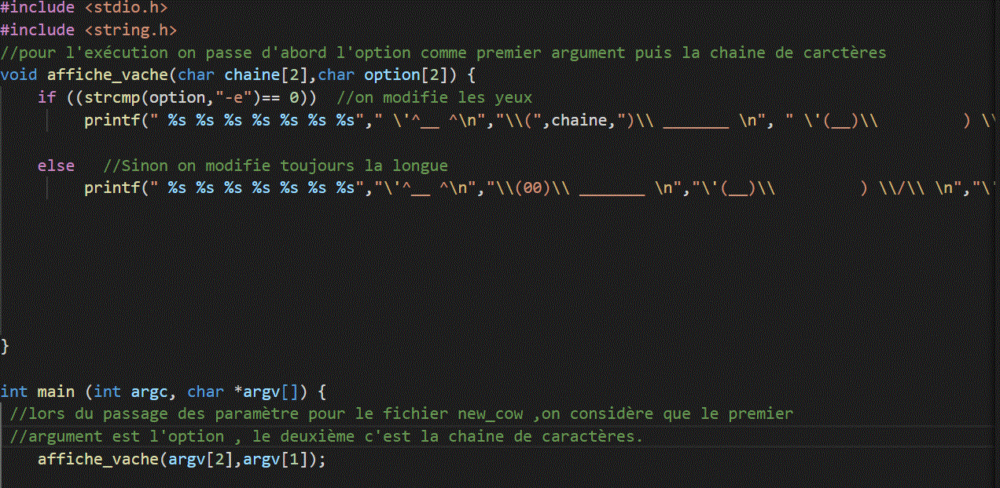 #include <stdio.h>
#include <string.h>
//pour l'exécution on passe d'abord l'option comme premier argument puis la chaine de carctères
void affiche_vache(char chaine[2],char option[2]) {
    if ((strcmp(option,"-e")== 0))  //on modifie les yeux
         printf(" %s %s %s %s %s %s %s"," \'^__ ^\n","\\(",chaine,")\\ _______ \n", " \'(__)\\         ) \\
    else   //Sinon on modifie toujours la longue
         printf(" %s %s %s %s %s %s %s","\'^__ ^\n","\\(00)\\ _______ \n","\'(__)\\         ) \\/\\ \n","\'
}
int main (int argc, char *argv[]) {
 //lors du passage des paramètre pour le fichier new_cow ,on considère que le premier
 //argument est l'option , le deuxième c'est la chaine de caractères.
    affiche_vache(argv[2],argv[1]);